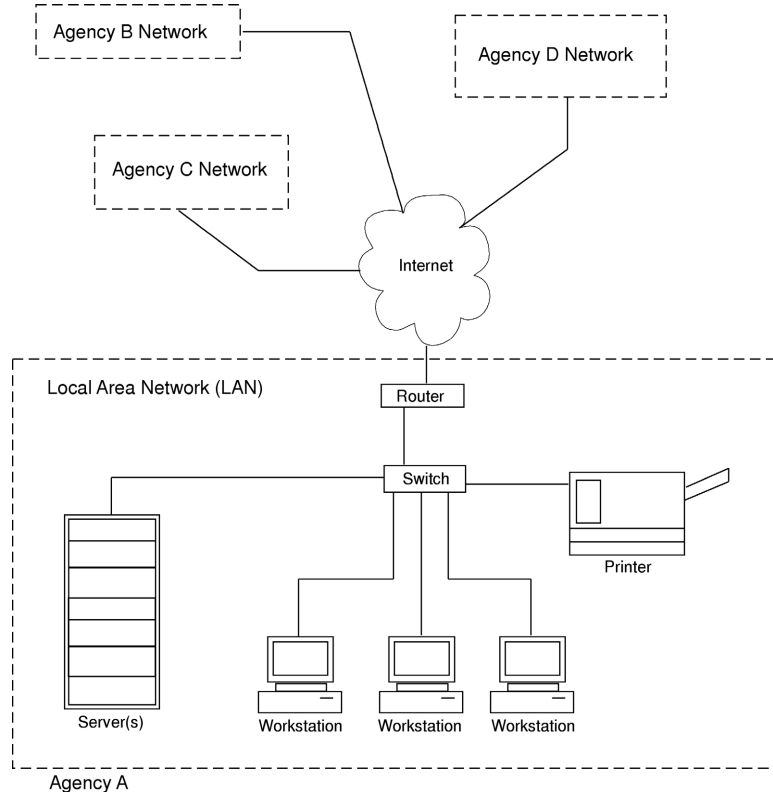 Agency B Network
Agency D Network
Agency C Network
Internet
Local Area Network (LAN)
Router
Switch
Printer
Server(s)
Workstation
Workstation
Workstation
Agency A